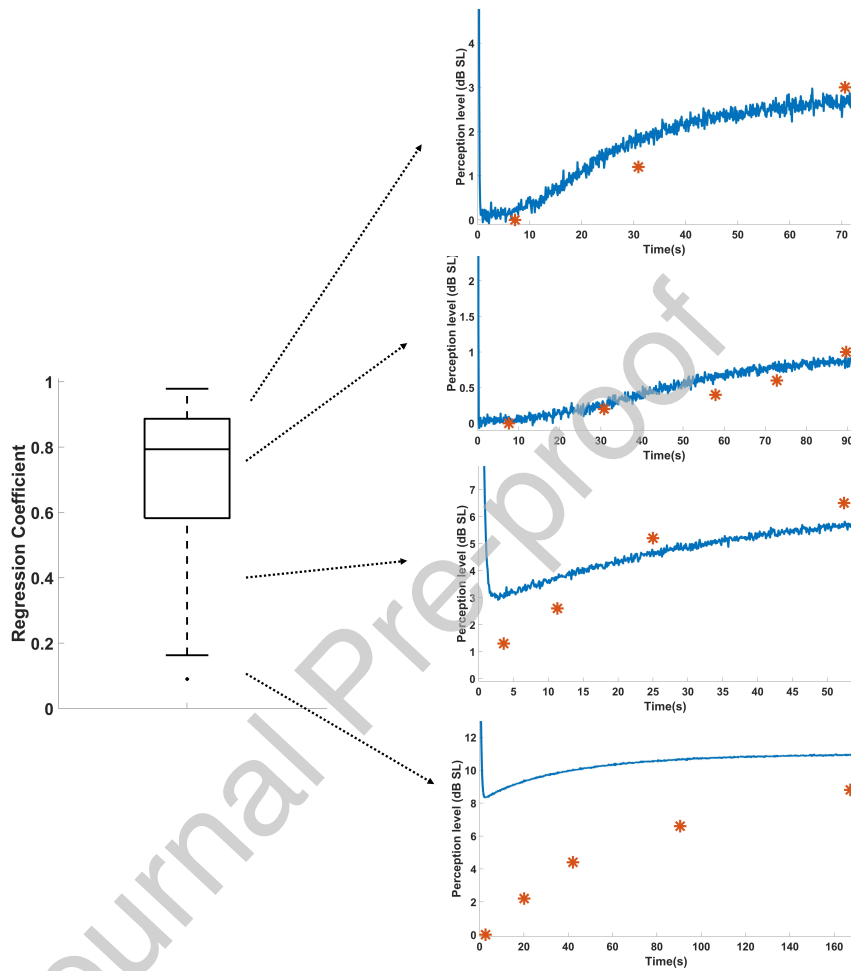 Perception level (dB SL)
4
3
2
1
0
0 10 20 30 40 50 60 70
Time(s)
Perception level (dB SL)
2
1.5
1
0.5
0
0 10 20 30 40 50 60 70 80 90
Time(s)
Regression Coefficient
1
0.8
0.6
0.4
0.2
0
Perception level (dB SL)
7
6
5
4
3
2
1
0
0 5 10 15 20 25 30 35 40 45 50
Time(s)
Perception level (dB SL)
12
10
8
6
4
2
0
0 20 40 60 80 100 120 140 160
Time(s)
ournal Pre-proof